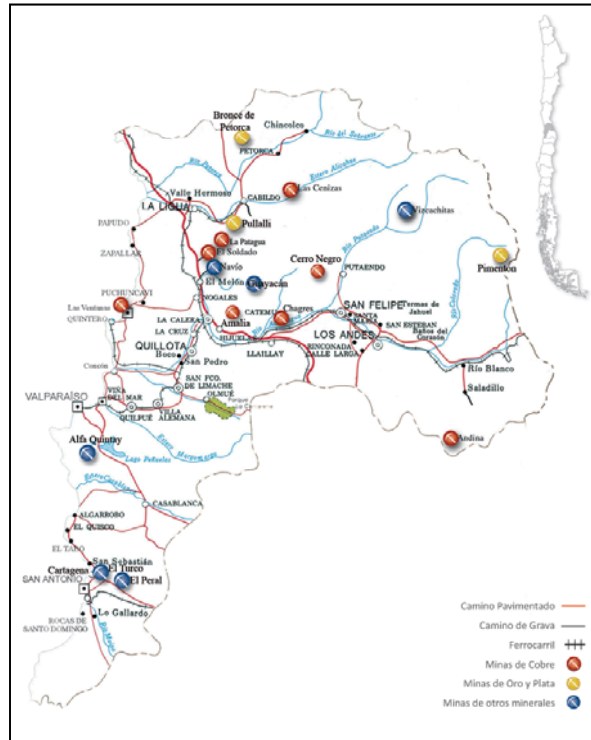 Bronce de
Petorca
Chincolco
Río del Sobrante
PETORCA
Río Petorca
Estero Alicahue
Las Cenizas
Valle Hermoso
CABILDO
LA LIGUA
Vizcachitas
Pullalli
PAPUDO
La Patagua
Río Putaendo
ZAPALLAR
El Soldado
Cerro Negro
Pimentón
Navío
PUTAENDO
El Melón
Guayacán
Río Colorado
PUCHUNCAVI
NOGALES
SAN FELIPE
Termas de
Jahuel
Las Ventanas
CATEMU
Chagres
SANTA
MARIA
QUINTERO
LA CALERA
Amalia
SAN ESTEBAN
LA CRUZ
HIJUELAS
LOS ANDES
Baños del
Corazón
QUILLOTA
RINCONADA
Boco
San Pedro
LLAILLAY
CALLE LARGA
Río Blanco
Concón
SAN FCO.
DE LIMACHE
Saladillo
OLMUÉ
VALPARAÍSO
VIÑA
DEL MAR
Parque
VILLA
ALEMANA
QUILPUÉ
Andina
Alfa Quintay
Estero Marga-marga
Lago Peñuelas
Estero Casablanca
CASABLANCA
ALGARROBO
EL QUISCO
EL TABO
San Sebastián
Cartagena
El Turco
SAN ANTONIO
El Peral
Lo Gallardo
ROCAS DE
SANTO DOMINGO
Río Maipo
Camino Pavimentado
Camino de Grava
Ferrocarril
Minas de Cobre
Minas de Oro y Plata
Minas de otros minerales